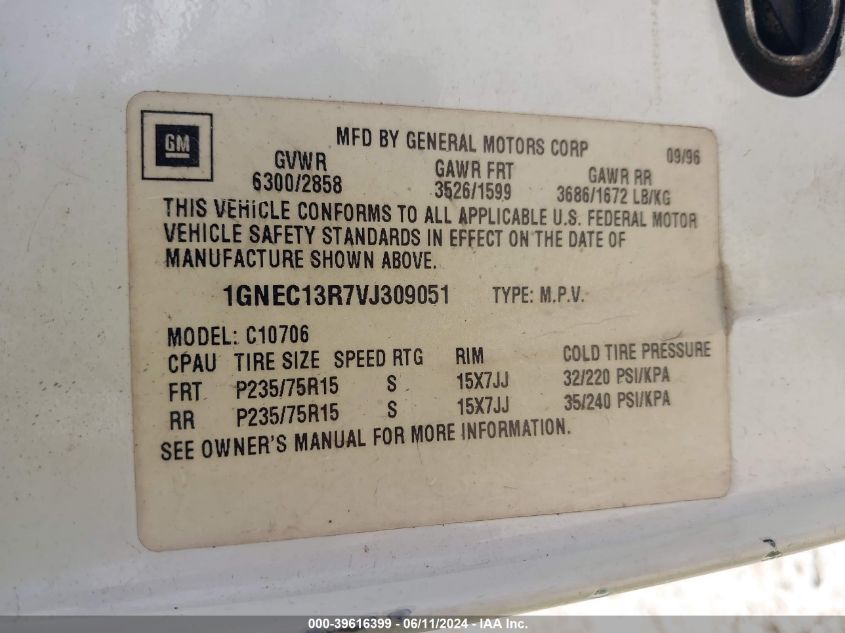 GM
MFD BY GENERAL MOTORS CORP 09/96
GVWR GAWR FRT GAWR RR
6300/2858 3526/1599 3686/1672 LB/KG
THIS VEHICLE CONFORMS TO ALL APPLICABLE U.S. FEDERAL MOTOR
VEHICLE SAFETY STANDARDS IN EFFECT ON THE DATE OF
MANUFACTURE SHOWN ABOVE.
1GNEC13R7VJ309051 TYPE: M.P.V.
MODEL: C10706
CPAU TIRE SIZE SPEED RTG RIM COLD TIRE PRESSURE
FRT P235/75R15 S 15X7JJ 32/220 PSI/KPA
RR P235/75R15 S 15X7JJ 35/240 PSI/KPA
SEE OWNER'S MANUAL FOR MORE INFORMATION.
000-39616399 - 06/11/2024 - IAA Inc.